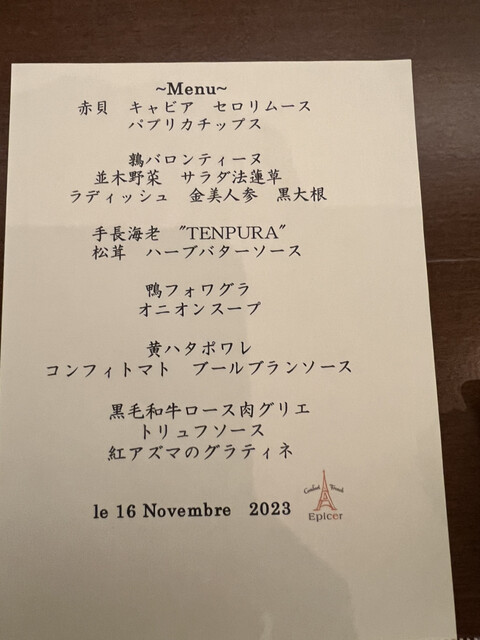 ~Menu~
赤貝　キャビア　セロリムース
パプリカチップス
鶉バロンティーヌ
並木野菜　サラダ法蓮草
ラディッシュ　金美人参　黒大根
手長海老　"TENPURA"
松茸　ハーブバターソース
鴨フォワグラ
オニオンスープ
黄ハタポワレ
コンフィトマト　ブールブランソース
黒毛和牛ロース肉グリエ
トリュフソース
紅アズマのグラティネ
le 16 Novembre 2023
Epicer